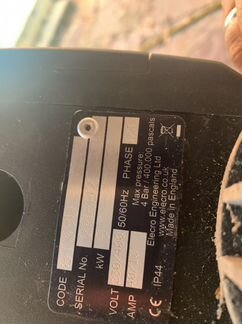 CODE
SERIAL No.
kW
VOLT 50/60Hz PHASE
AMP
Max pressure
4 Bar / 400,000 pascals
Elecro Engineering Ltd
www.elecro.co.uk
Made in England
CE IP44